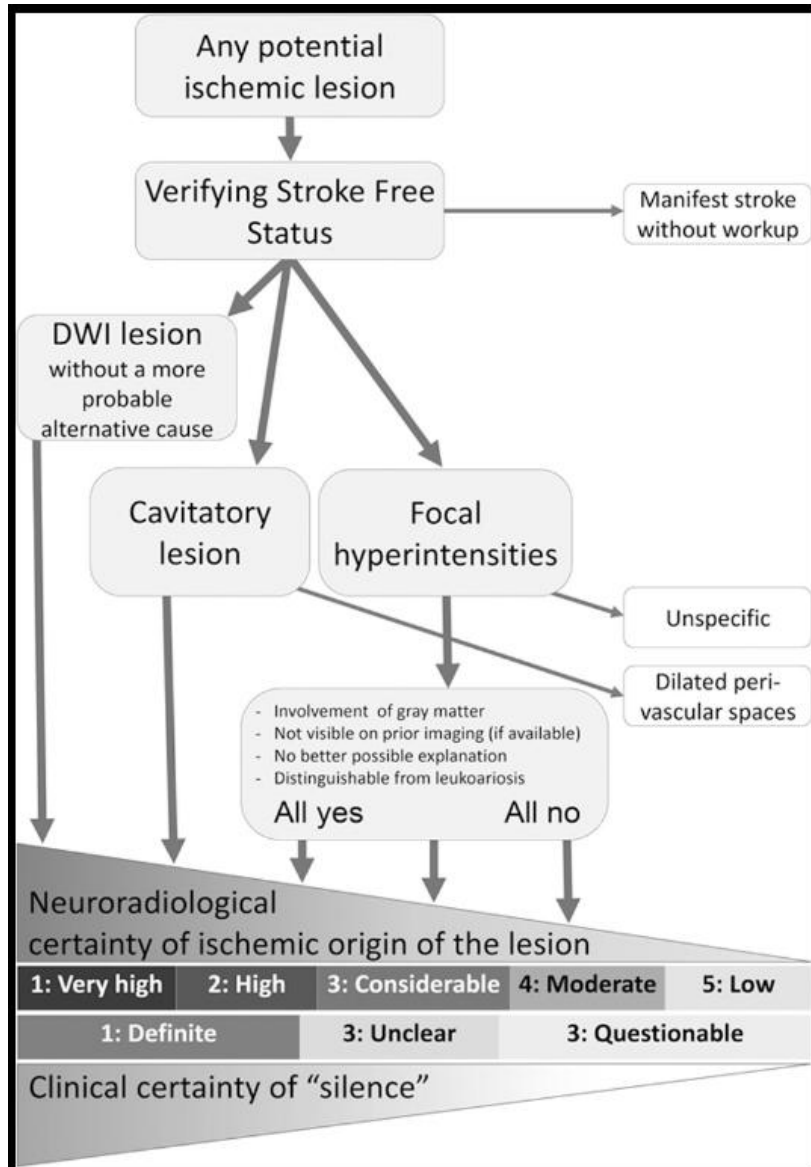 Any potential
ischemic lesion
Verifying Stroke Free
Status
Manifest stroke
without workup
DWI lesion
without a more
probable
alternative cause
Cavitatory
lesion
Focal
hyperintensities
Unspecific
Dilated peri-
vascular spaces
- Involvement of gray matter
- Not visible on prior imaging (if available)
- No better possible explanation
- Distinguishable from leukoariosis
All yes All no
Neuroradiological
certainty of ischemic origin of the lesion
1: Very high 2: High 3: Considerable 4: Moderate 5: Low
1: Definite 3: Unclear 3: Questionable
Clinical certainty of “silence”